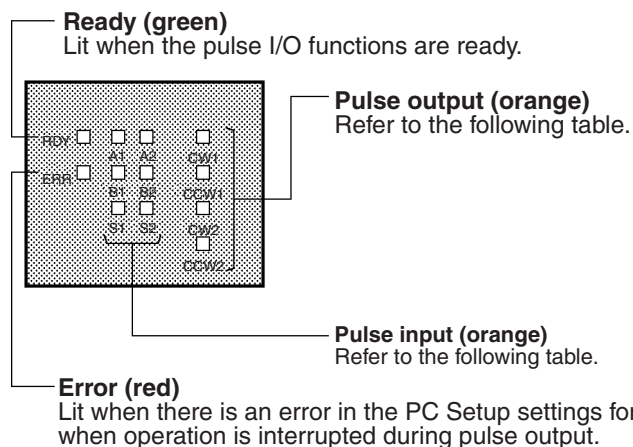 Ready (green)
Lit when the pulse I/O functions are ready.
Pulse output (orange)
Refer to the following table.
RDY
A1 A2
CW1
ERR
B1 B2
CCW1
S1 S2
CW2
CCW2
Pulse input (orange)
Refer to the following table.
Error (red)
Lit when there is an error in the PC Setup settings for
when operation is interrupted during pulse output.